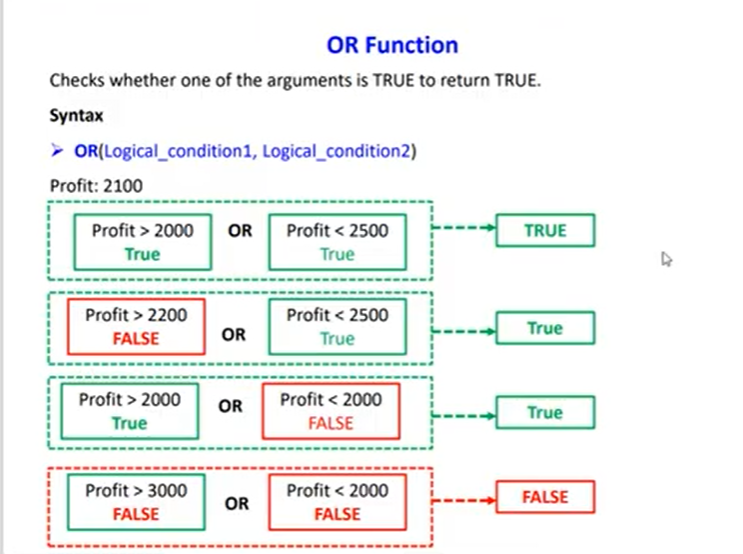 OR Function
Checks whether one of the arguments is TRUE to return TRUE.
Syntax
➢ OR(Logical_condition1, Logical_condition2)
Profit: 2100
Profit > 2000 OR Profit < 2500 TRUE
True True
Profit > 2200 Profit < 2500
FALSE OR True True
Profit > 2000 OR Profit < 2000 True
True FALSE
Profit > 3000 OR Profit < 2000 FALSE
FALSE FALSE